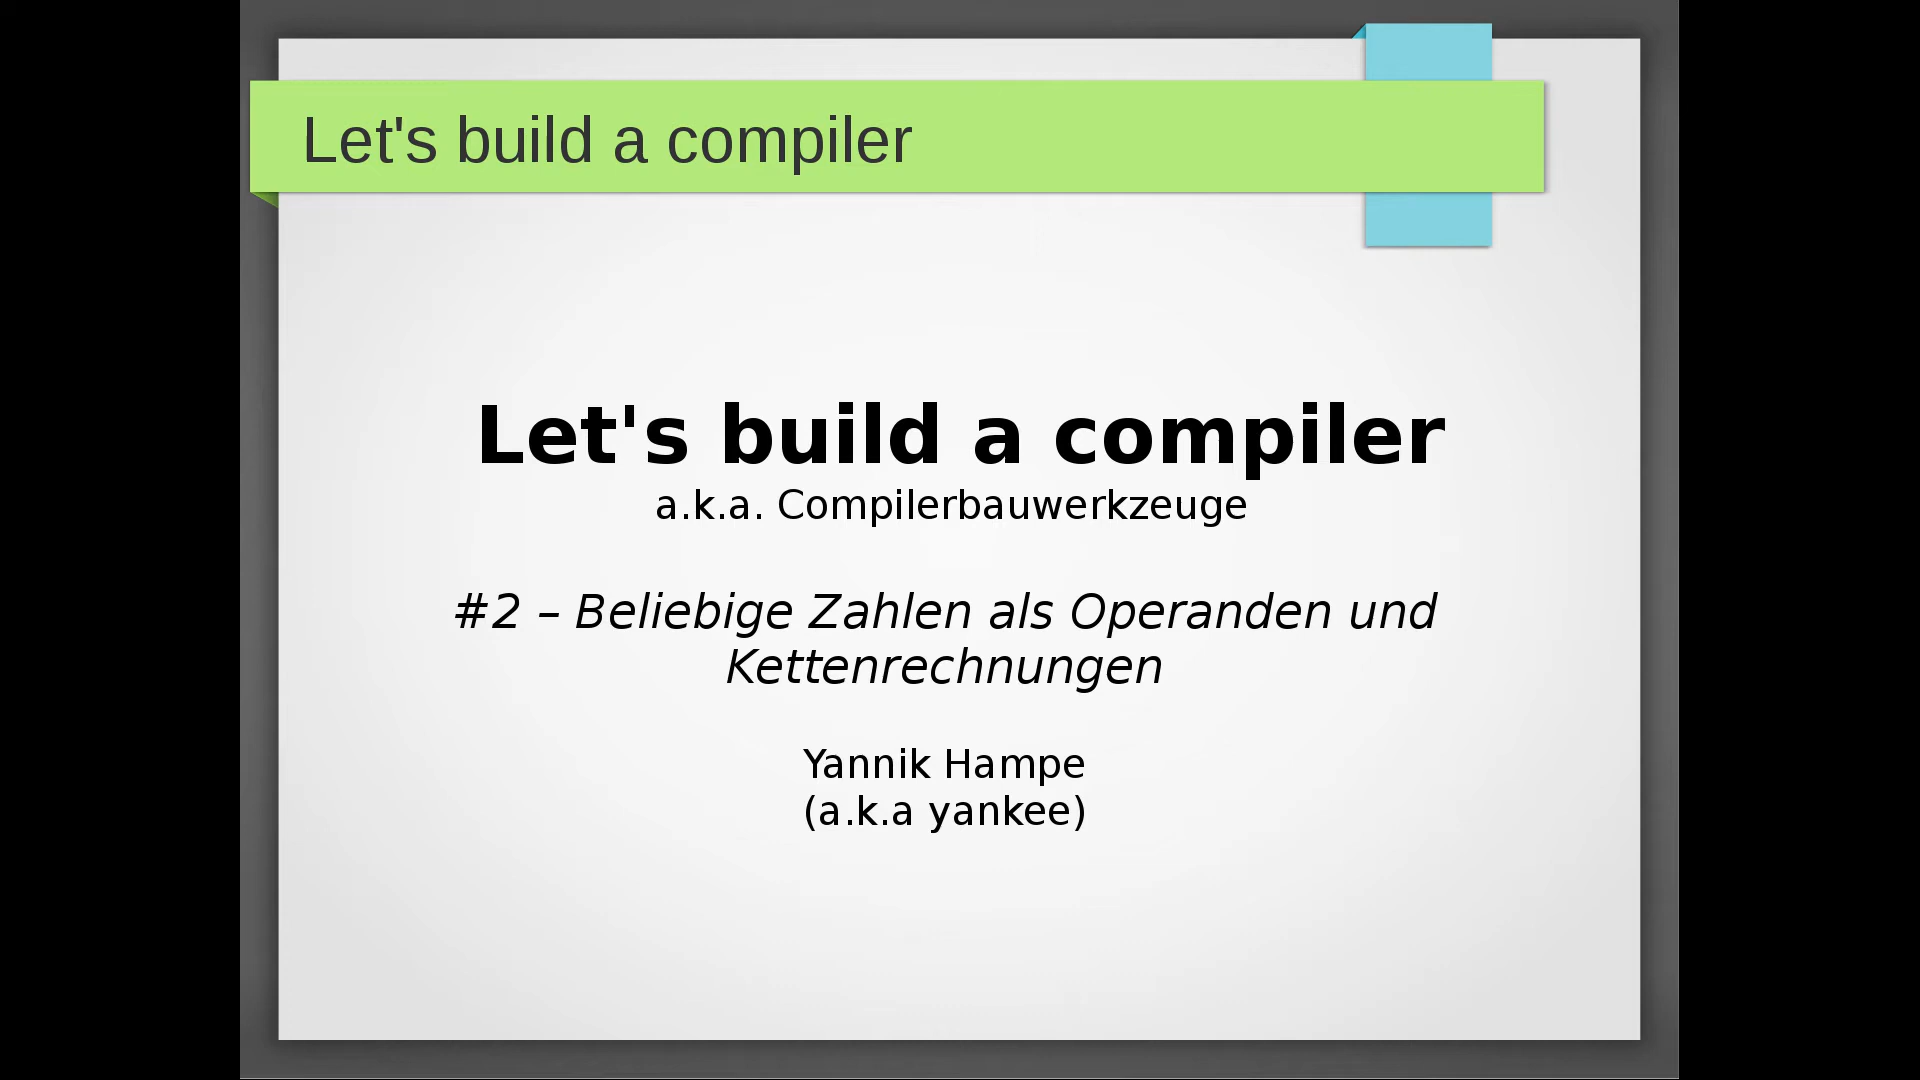 Let's build a compiler
Let's build a compiler
a.k.a. Compilerbauwerkzeuge
#2 – Beliebige Zahlen als Operanden und
Kettenrechnungen
Yannik Hampe
(a.k.a yankee)